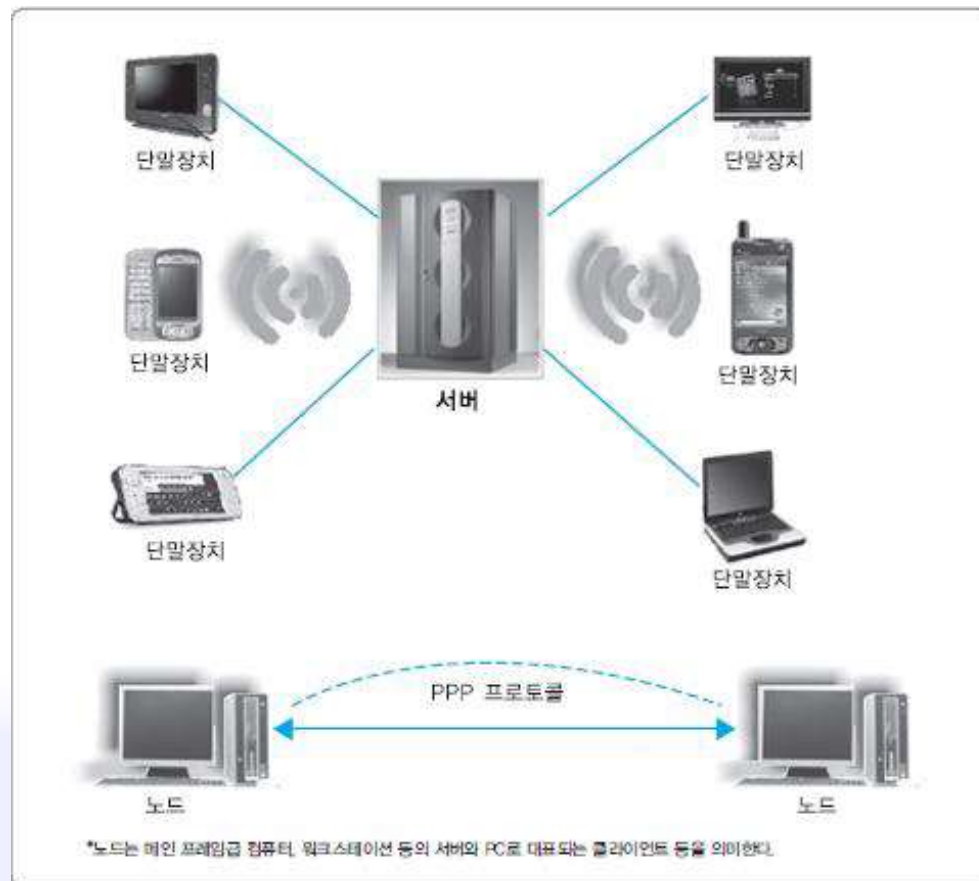 단말장치
단말장치
단말장치
단말장치
서버
단말장치
단말장치
PPP 프로토콜
노드
노드
*노드는 메인 프레임급 컴퓨터, 워크스테이션 등의 서버와 PC로 대표되는 클라이언트 등을 의미한다.